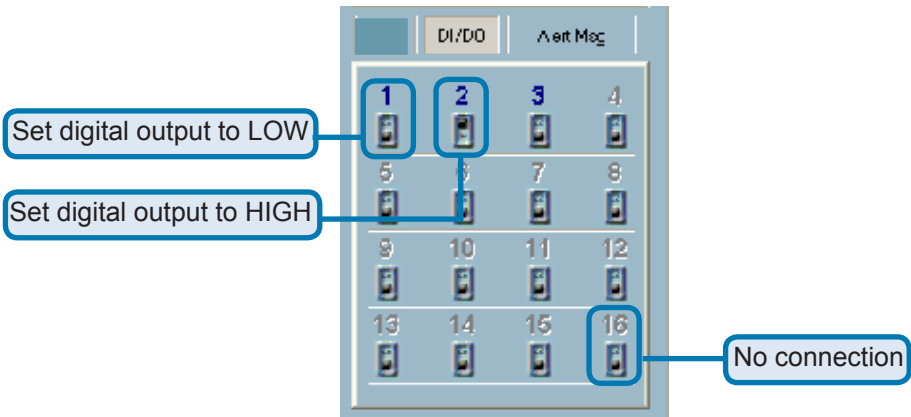 DI/DO Alert Msg
1 2 3 4
Set digital output to LOW
5 6 7 8
Set digital output to HIGH
9 10 11 12
13 14 15 16
No connection